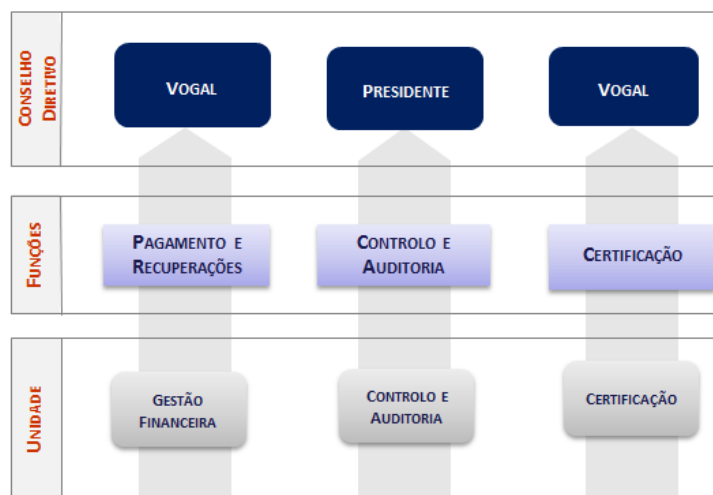 CONSELHO
DIRETIVO
VOGAL
PRESIDENTE
VOGAL
FUNÇÕES
PAGAMENTO E
RECUPERAÇÕES
CONTROLO E
AUDITORIA
CERTIFICAÇÃO
UNIDADE
GESTÃO
FINANCEIRA
CONTROLO E
AUDITORIA
CERTIFICAÇÃO